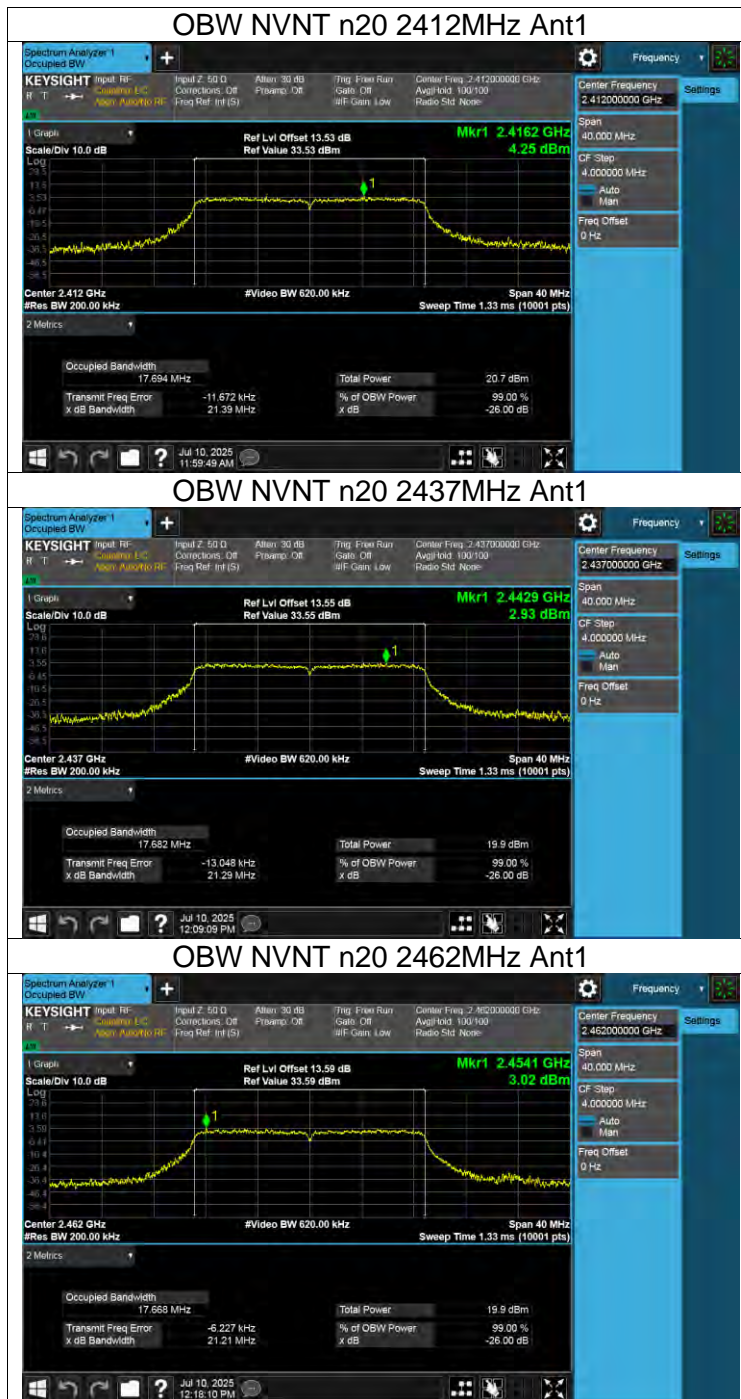 OBW NVNT n20 2412MHz Ant1
Spectrum Analyzer 1
Occupied BW
Frequency
KEYSIGHT Input: RF
R T
Input Z: 50 Ω
Corrections: Off
Freq Ref: Int (S)
Atten: 30 dB
Preamp: Off
Trig: Free Run
Gate: Off
#IF Gain: Low
Center Freq: 2.412000000 GHz
Avg|Hold: 100/100
Radio Std: None
Center Frequency
2.412000000 GHz
Settings
Span
40.000 MHz
CF Step
4.000000 MHz
Auto
Man
Freq Offset
0 Hz
1 Graph
Scale/Div 10.0 dB
Log
Ref Lvl Offset 13.53 dB
Ref Value 33.53 dBm
Mkr1 2.4162 GHz
4.25 dBm
1
Center 2.412 GHz
#Res BW 200.00 kHz
#Video BW 620.00 kHz
Span 40 MHz
Sweep Time 1.33 ms (10001 pts)
2 Metrics
Occupied Bandwidth
17.694 MHz
Total Power 20.7 dBm
Transmit Freq Error -11.672 kHz
% of OBW Power 99.00 %
x dB Bandwidth 21.39 MHz
x dB -26.00 dB
Jul 10, 2025
11:59:49 AM
OBW NVNT n20 2437MHz Ant1
Spectrum Analyzer 1
Occupied BW
Frequency
KEYSIGHT Input: RF
R T
Input Z: 50 Ω
Corrections: Off
Freq Ref: Int (S)
Atten: 30 dB
Preamp: Off
Trig: Free Run
Gate: Off
#IF Gain: Low
Center Freq: 2.437000000 GHz
Avg|Hold: 100/100
Radio Std: None
Center Frequency
2.437000000 GHz
Settings
Span
40.000 MHz
CF Step
4.000000 MHz
Auto
Man
Freq Offset
0 Hz
1 Graph
Scale/Div 10.0 dB
Log
Ref Lvl Offset 13.55 dB
Ref Value 33.55 dBm
Mkr1 2.4429 GHz
2.93 dBm
1
Center 2.437 GHz
#Res BW 200.00 kHz
#Video BW 620.00 kHz
Span 40 MHz
Sweep Time 1.33 ms (10001 pts)
2 Metrics
Occupied Bandwidth
17.682 MHz
Total Power 19.9 dBm
Transmit Freq Error -13.048 kHz
% of OBW Power 99.00 %
x dB Bandwidth 21.29 MHz
x dB -26.00 dB
Jul 10, 2025
12:09:09 PM
OBW NVNT n20 2462MHz Ant1
Spectrum Analyzer 1
Occupied BW
Frequency
KEYSIGHT Input: RF
R T
Input Z: 50 Ω
Corrections: Off
Freq Ref: Int (S)
Atten: 30 dB
Preamp: Off
Trig: Free Run
Gate: Off
#IF Gain: Low
Center Freq: 2.462000000 GHz
Avg|Hold: 100/100
Radio Std: None
Center Frequency
2.462000000 GHz
Settings
Span
40.000 MHz
CF Step
4.000000 MHz
Auto
Man
Freq Offset
0 Hz
1 Graph
Scale/Div 10.0 dB
Log
Ref Lvl Offset 13.59 dB
Ref Value 33.59 dBm
Mkr1 2.4541 GHz
3.02 dBm
1
Center 2.462 GHz
#Res BW 200.00 kHz
#Video BW 620.00 kHz
Span 40 MHz
Sweep Time 1.33 ms (10001 pts)
2 Metrics
Occupied Bandwidth
17.668 MHz
Total Power 19.9 dBm
Transmit Freq Error -6.227 kHz
% of OBW Power 99.00 %
x dB Bandwidth 21.21 MHz
x dB -26.00 dB
Jul 10, 2025
12:18:10 PM